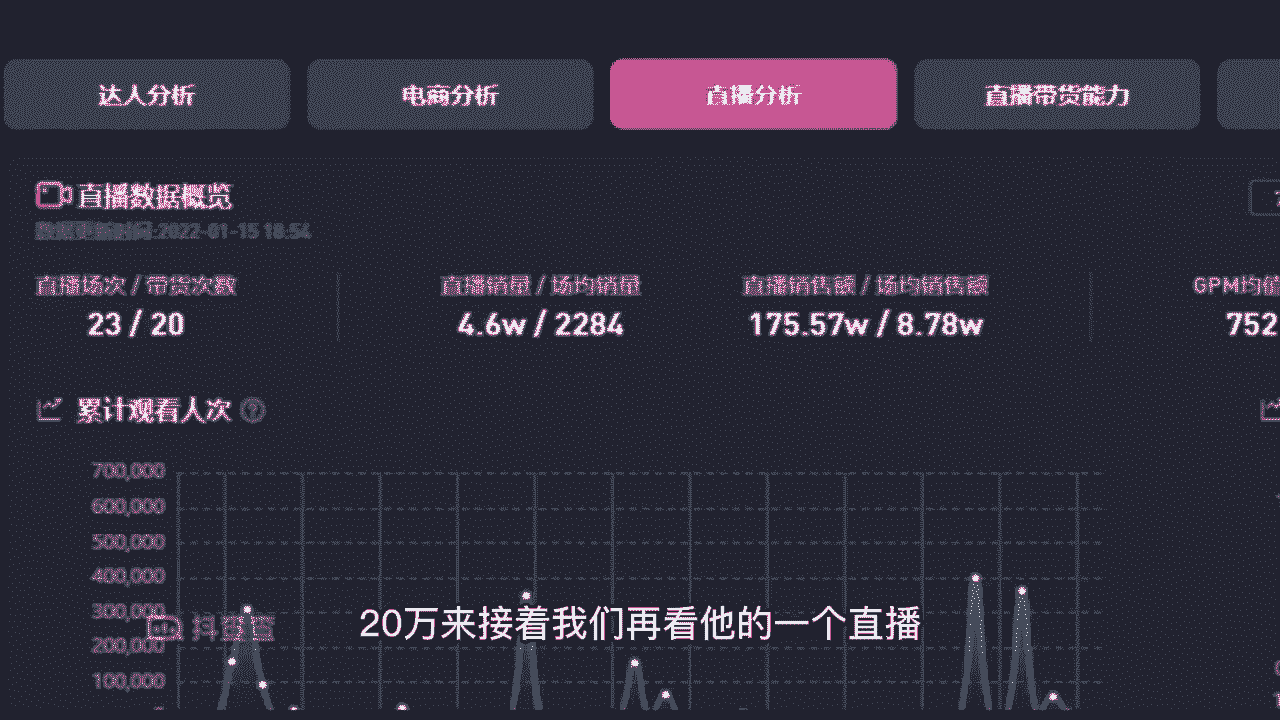 达人分析 电商分析 直播分析 直播带货能力
直播数据概览
数据更新时间:2022-01-15 18:54
直播场次 / 带货次数 直播销量 / 场均销量 直播销售额 / 场均销售额 GPM均值
23 / 20 4.6w / 2284 175.57w / 8.78w 752
累计观看人次 ?
700,000
600,000
500,000
400,000
300,000
抖查查
200,000
100,000
20万来接着我们再看他的一个直播